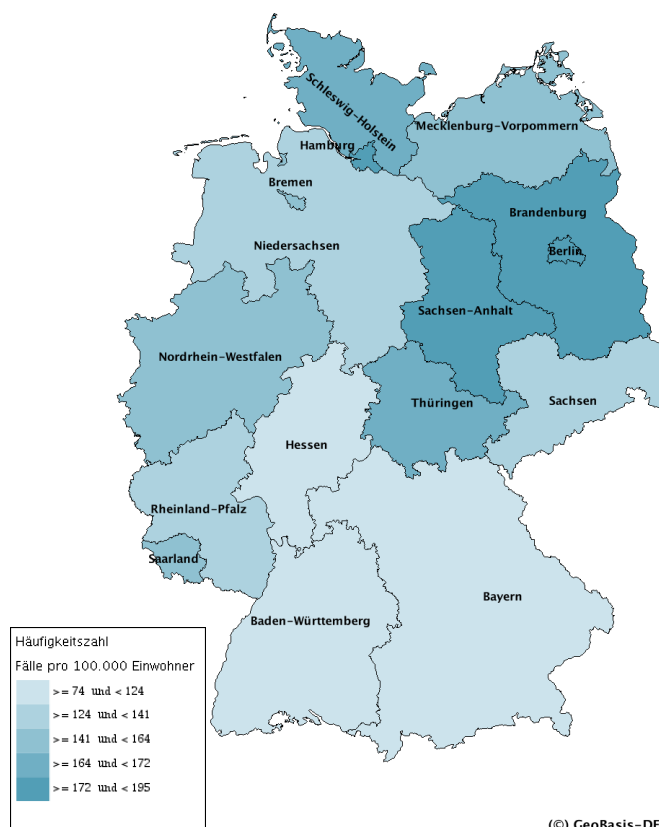 Schleswig-Holstein
Mecklenburg-Vorpommern
Hamburg
Bremen
Brandenburg
Niedersachsen
Berlin
Sachsen-Anhalt
Nordrhein-Westfalen
Thüringen
Sachsen
Hessen
Rheinland-Pfalz
Saarland
Bayern
Baden-Württemberg
Häufigkeitszahl
Fälle pro 100.000 Einwohner
>= 74 und < 124
>= 124 und < 141
>= 141 und < 164
>= 164 und < 172
>= 172 und < 195
(©) GeoBasis-DE